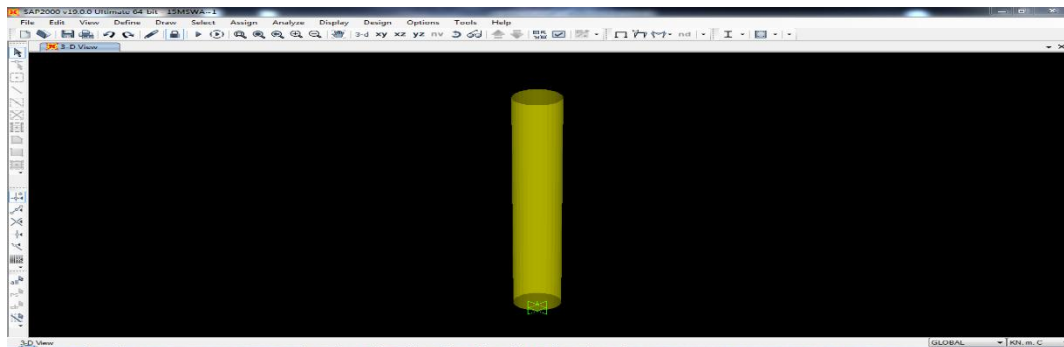 SAP2000 v19.0.0 Ultimate 64-bit - 15MSWA~1
File Edit View Define Draw Select Assign Analyze Display Design Options Tools Help
3-d xy xz yz nv nd
3-D View
3-D View GLOBAL KN, m, C